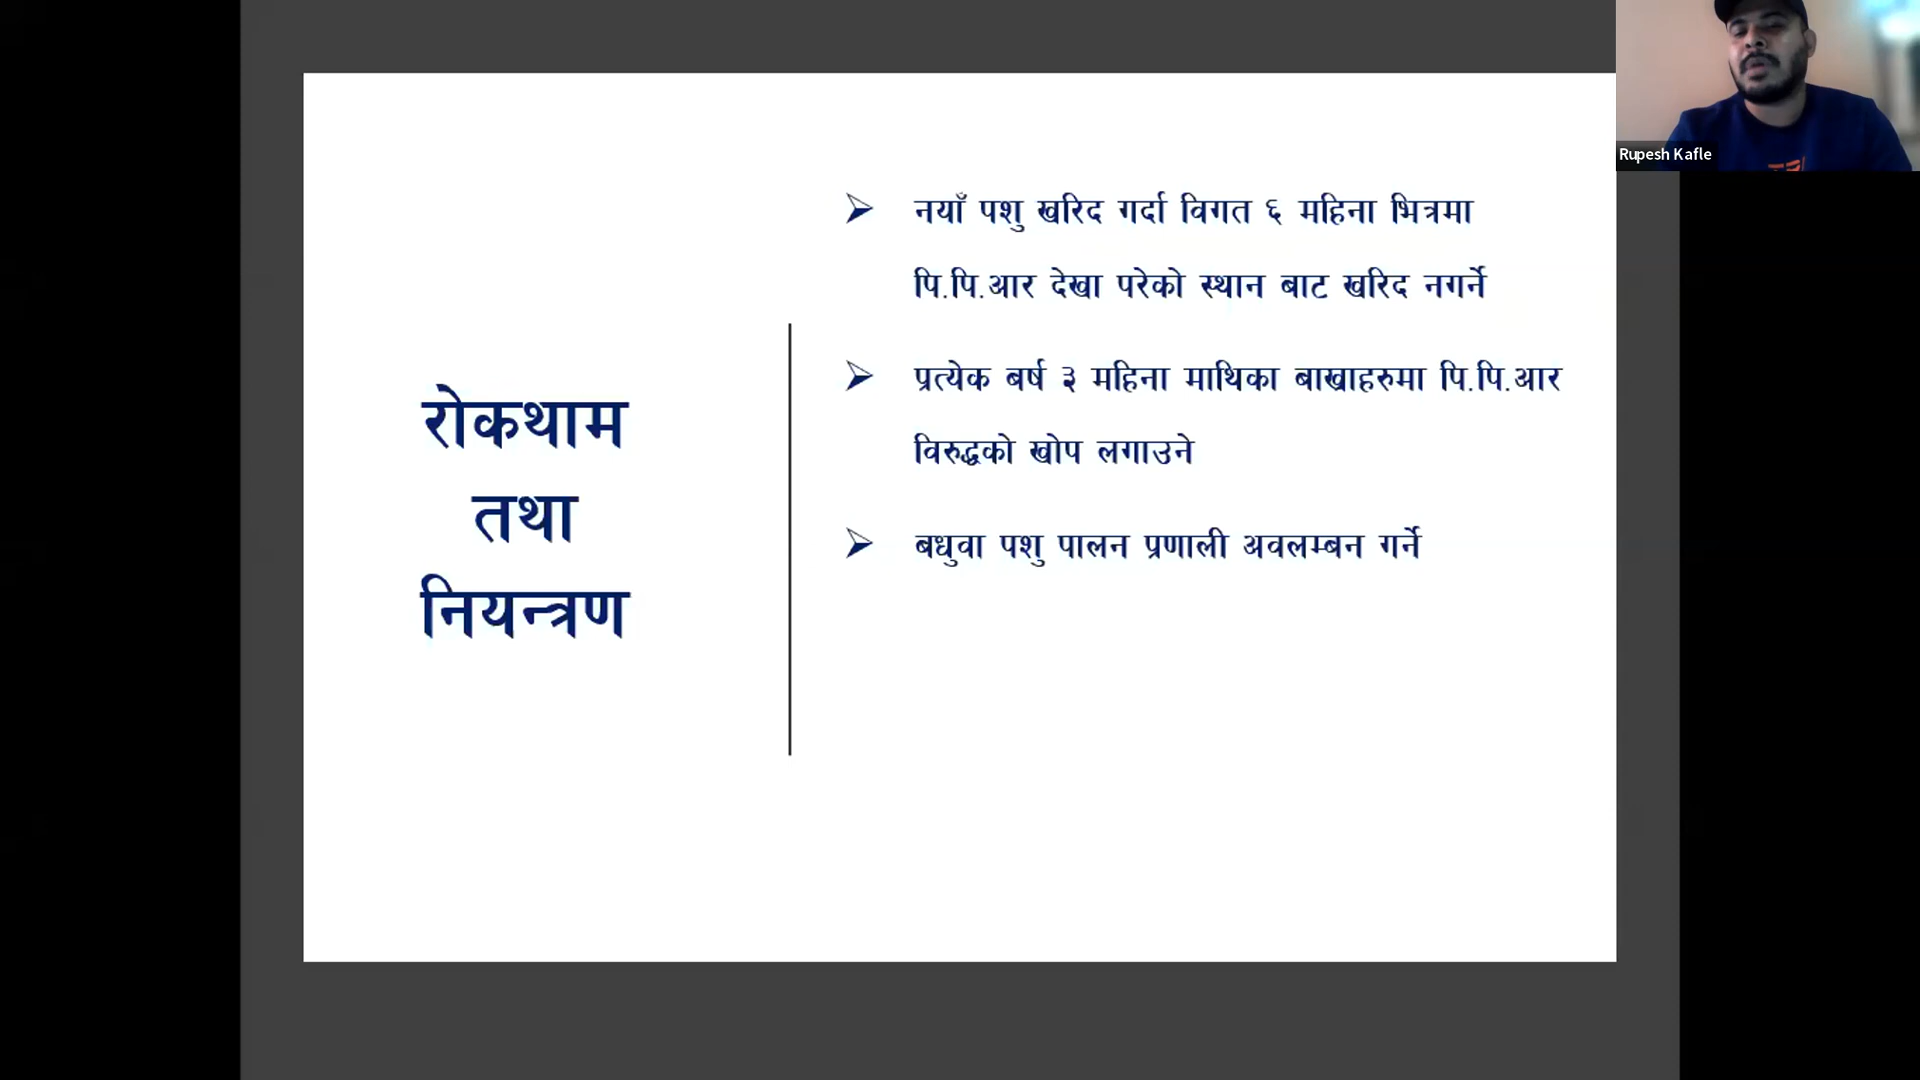 रोकथाम
तथा
नियन्त्रण
नयाँ पशु खरिद गर्दा विगत ६ महिना भित्रमा
पि.पि.आर देखा परेको स्थान बाट खरिद नगर्ने
प्रत्येक बर्ष ३ महिना माथिका बाख्राहरुमा पि.पि.आर
विरुद्धको खोप लगाउने
बधुवा पशु पालन प्रणाली अवलम्बन गर्ने
Rupesh Kafle